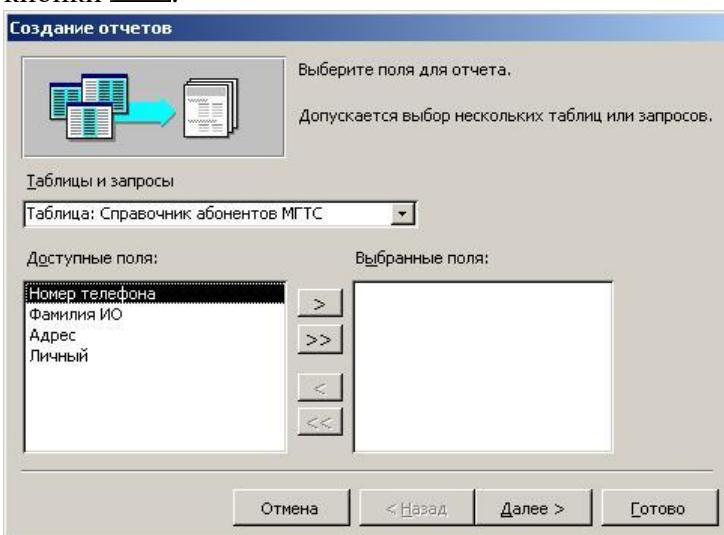 Создание отчетов
Выберите поля для отчета.
Допускается выбор нескольких таблиц или запросов.
Таблицы и запросы
Таблица: Справочник абонентов МГТС
Доступные поля:
Выбранные поля:
Номер телефона
Фамилия ИО
Адрес
Личный
>
>>
<
<<
Отмена
< Назад
Далее >
Готово